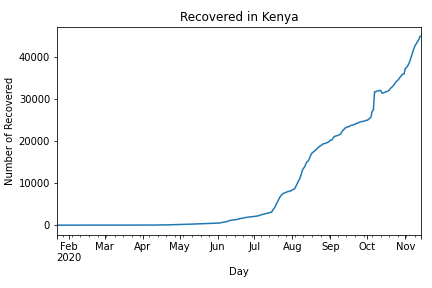 Recovered in Kenya
Number of Recovered
40000
30000
20000
10000
0
Feb Mar Apr May Jun Jul Aug Sep Oct Nov
2020
Day